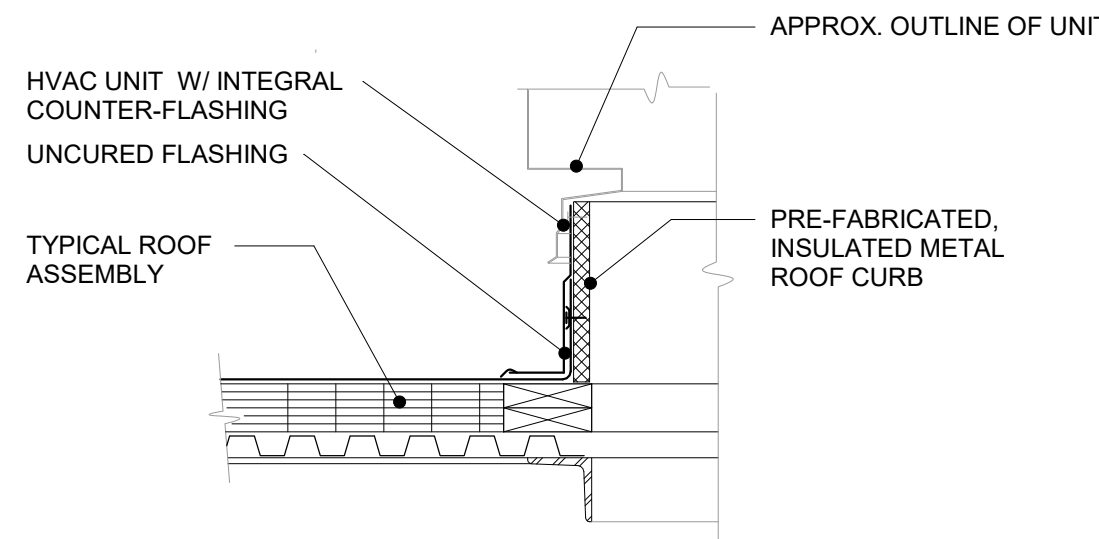 APPROX. OUTLINE OF UNIT
HVAC UNIT W/ INTEGRAL
COUNTER-FLASHING
UNCURED FLASHING
TYPICAL ROOF
ASSEMBLY
PRE-FABRICATED,
INSULATED METAL
ROOF CURB